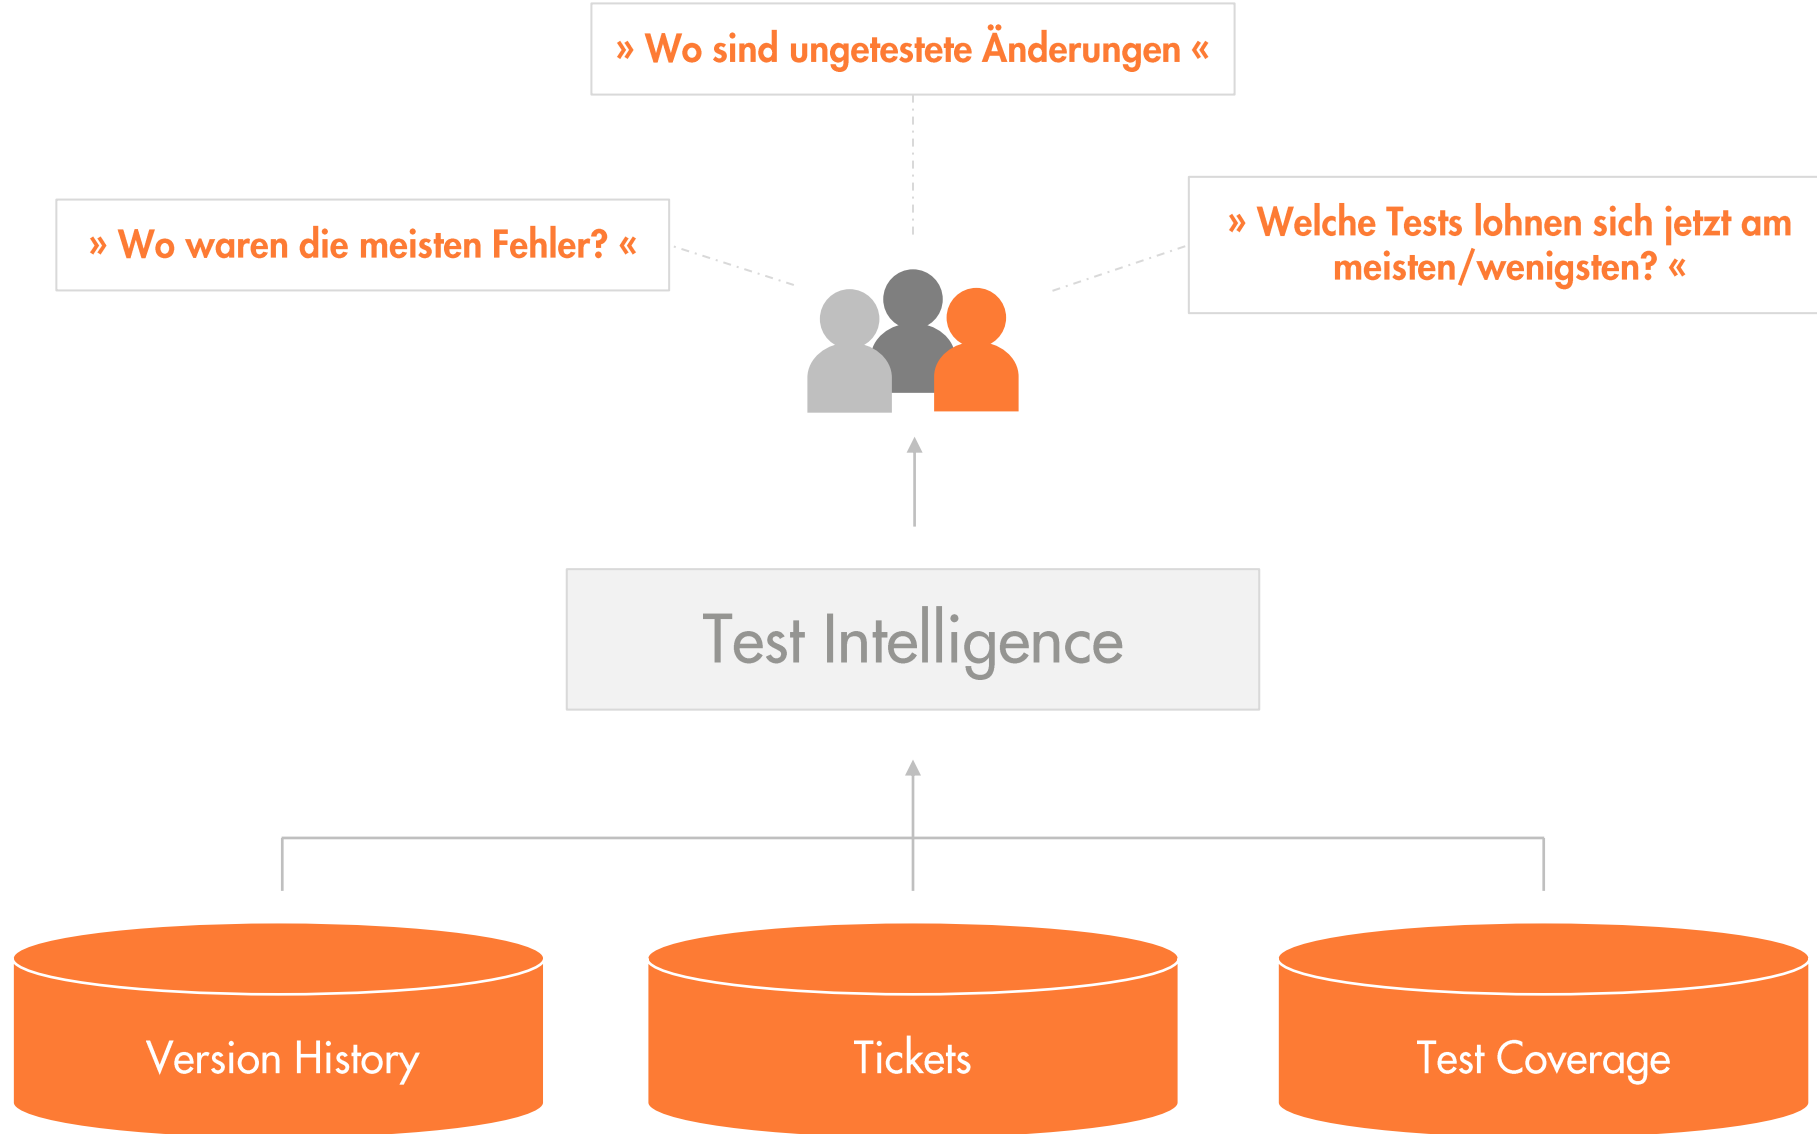 » Wo sind ungetestete Änderungen «
» Wo waren die meisten Fehler? «
» Welche Tests lohnen sich jetzt am
meisten/wenigsten? «
Test Intelligence
Version History
Tickets
Test Coverage